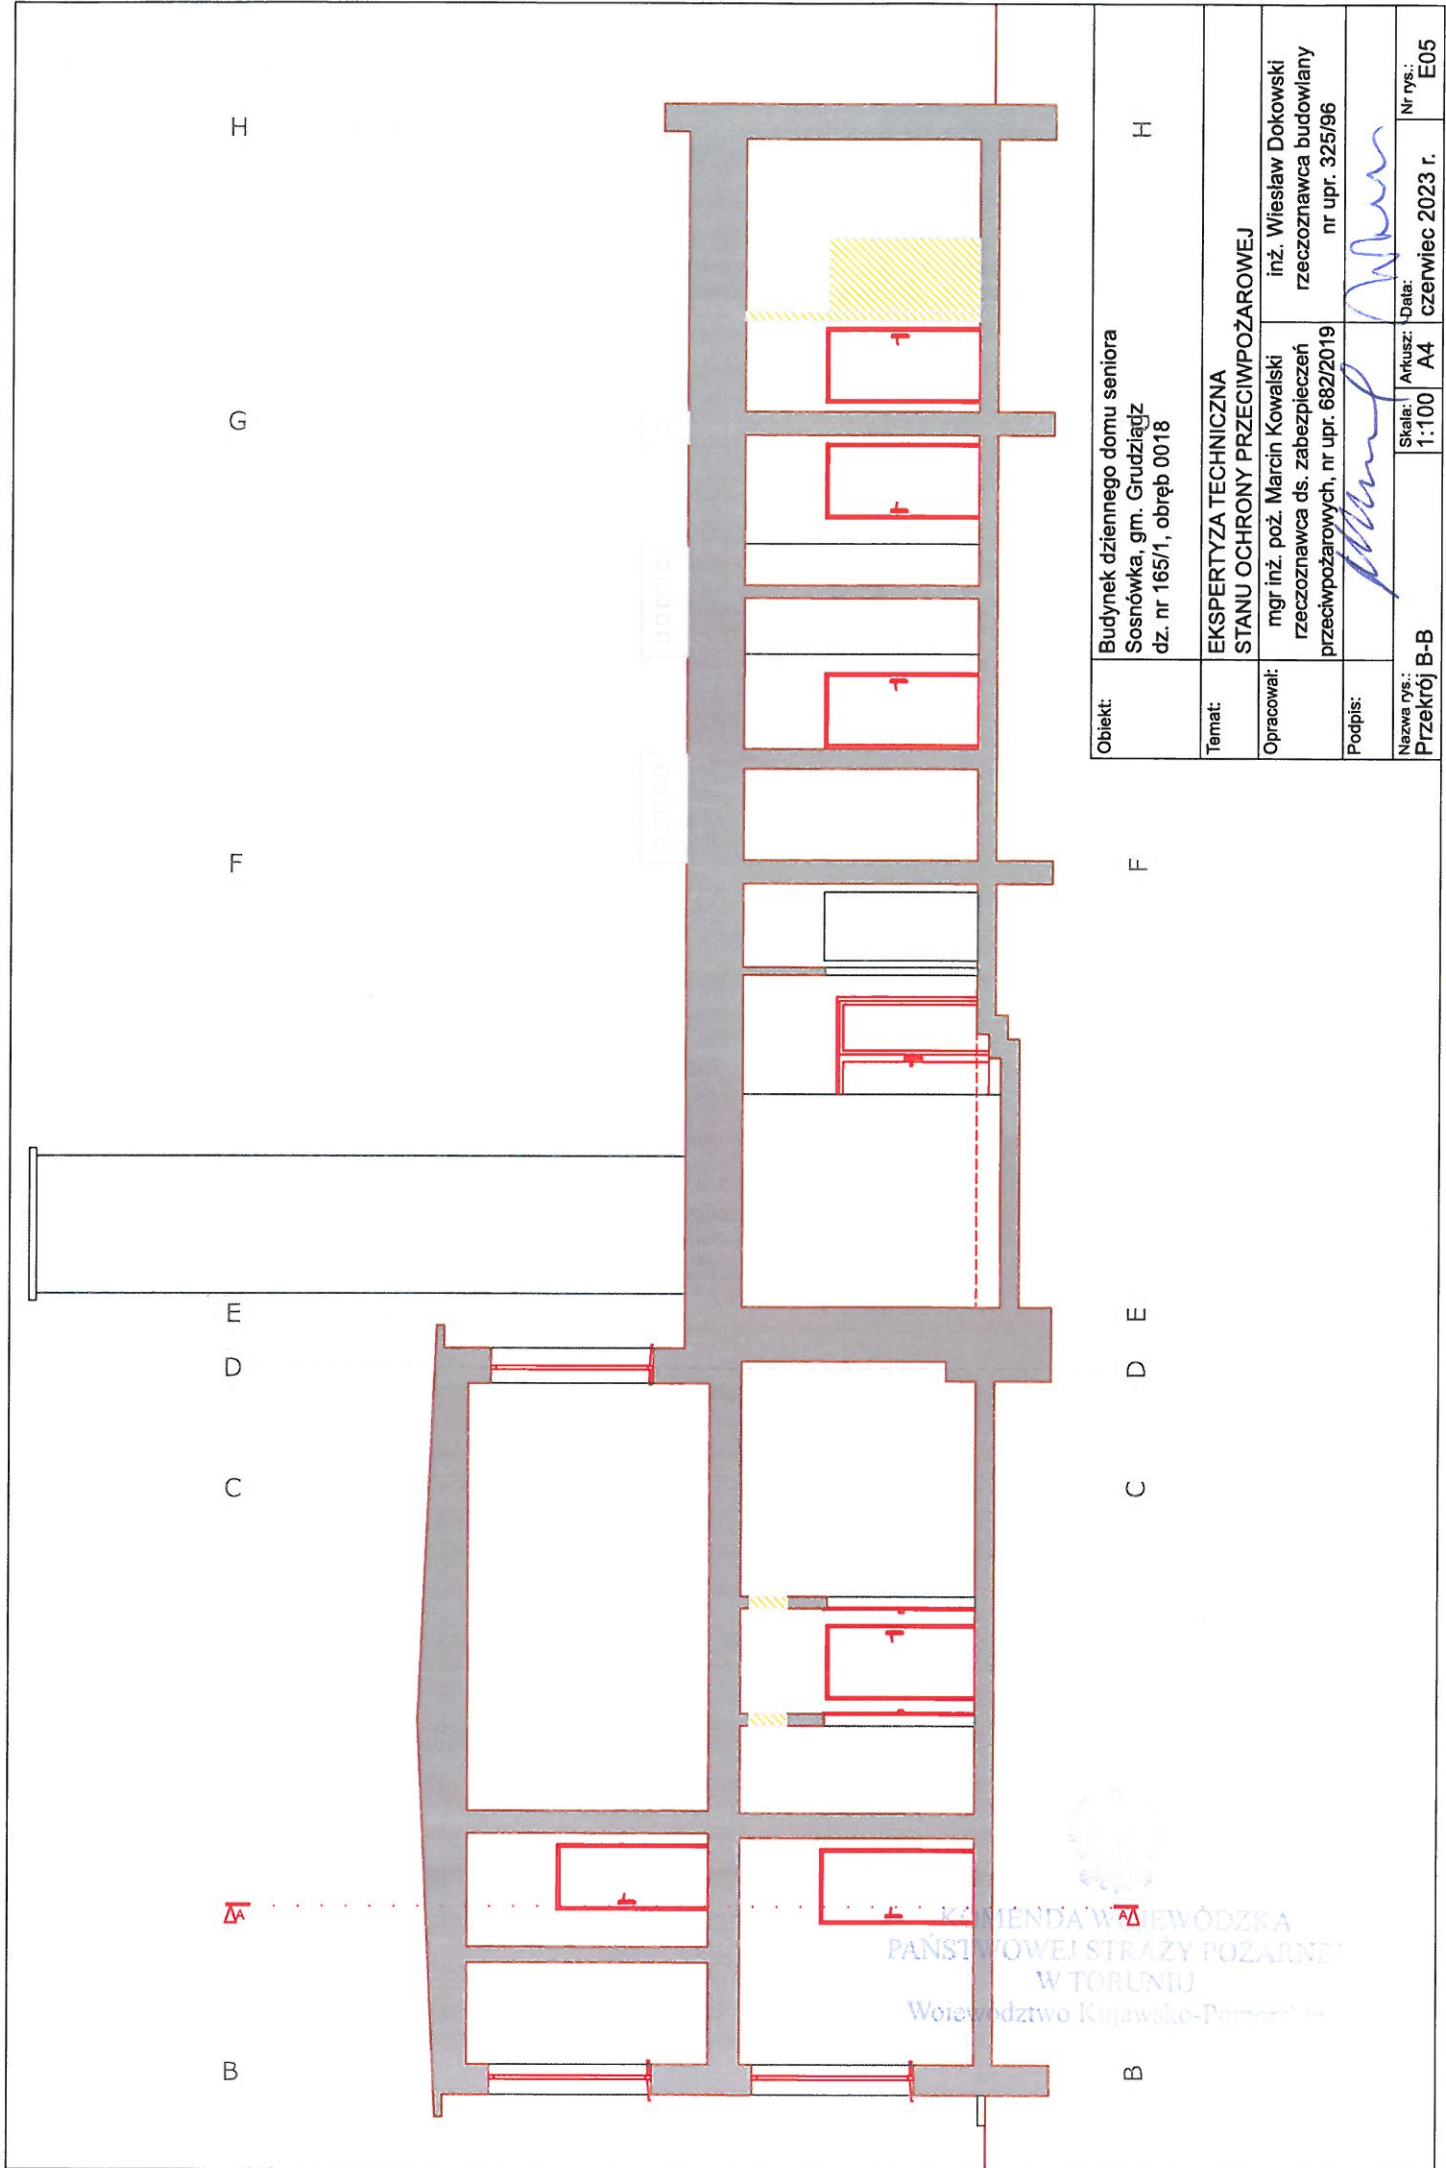 H
G
F
E
D
C
B
H
F
E
D
C
B
A
A
Obiekt:
Budynek dziennego domu seniora
Sosnówka, gm. Grudziądz
dz. nr 165/1, obręb 0018
Temat:
EKSPERTYZA TECHNICZNA
STANU OCHRONY PRZECIWPOŻAROWEJ
Opracował:
mgr inż. poż. Marcin Kowalski
rzeczoznawca ds. zabezpieczeń
przeciwpożarowych, nr upr. 682/2019
inż. Wiesław Dokowski
rzeczoznawca budowlany
nr upr. 325/96
Podpis:
Nazwa rys.:
Przekrój B-B
Skala:
1:100
Arkusz:
A4
Data:
czerwiec 2023 r.
Nr rys.:
E05
KOMENDA WOJEWÓDZKA
PAŃSTWOWEJ STRAŻY POŻARNEJ
W TORUNIU
Województwo Kujawsko-Pomorskie